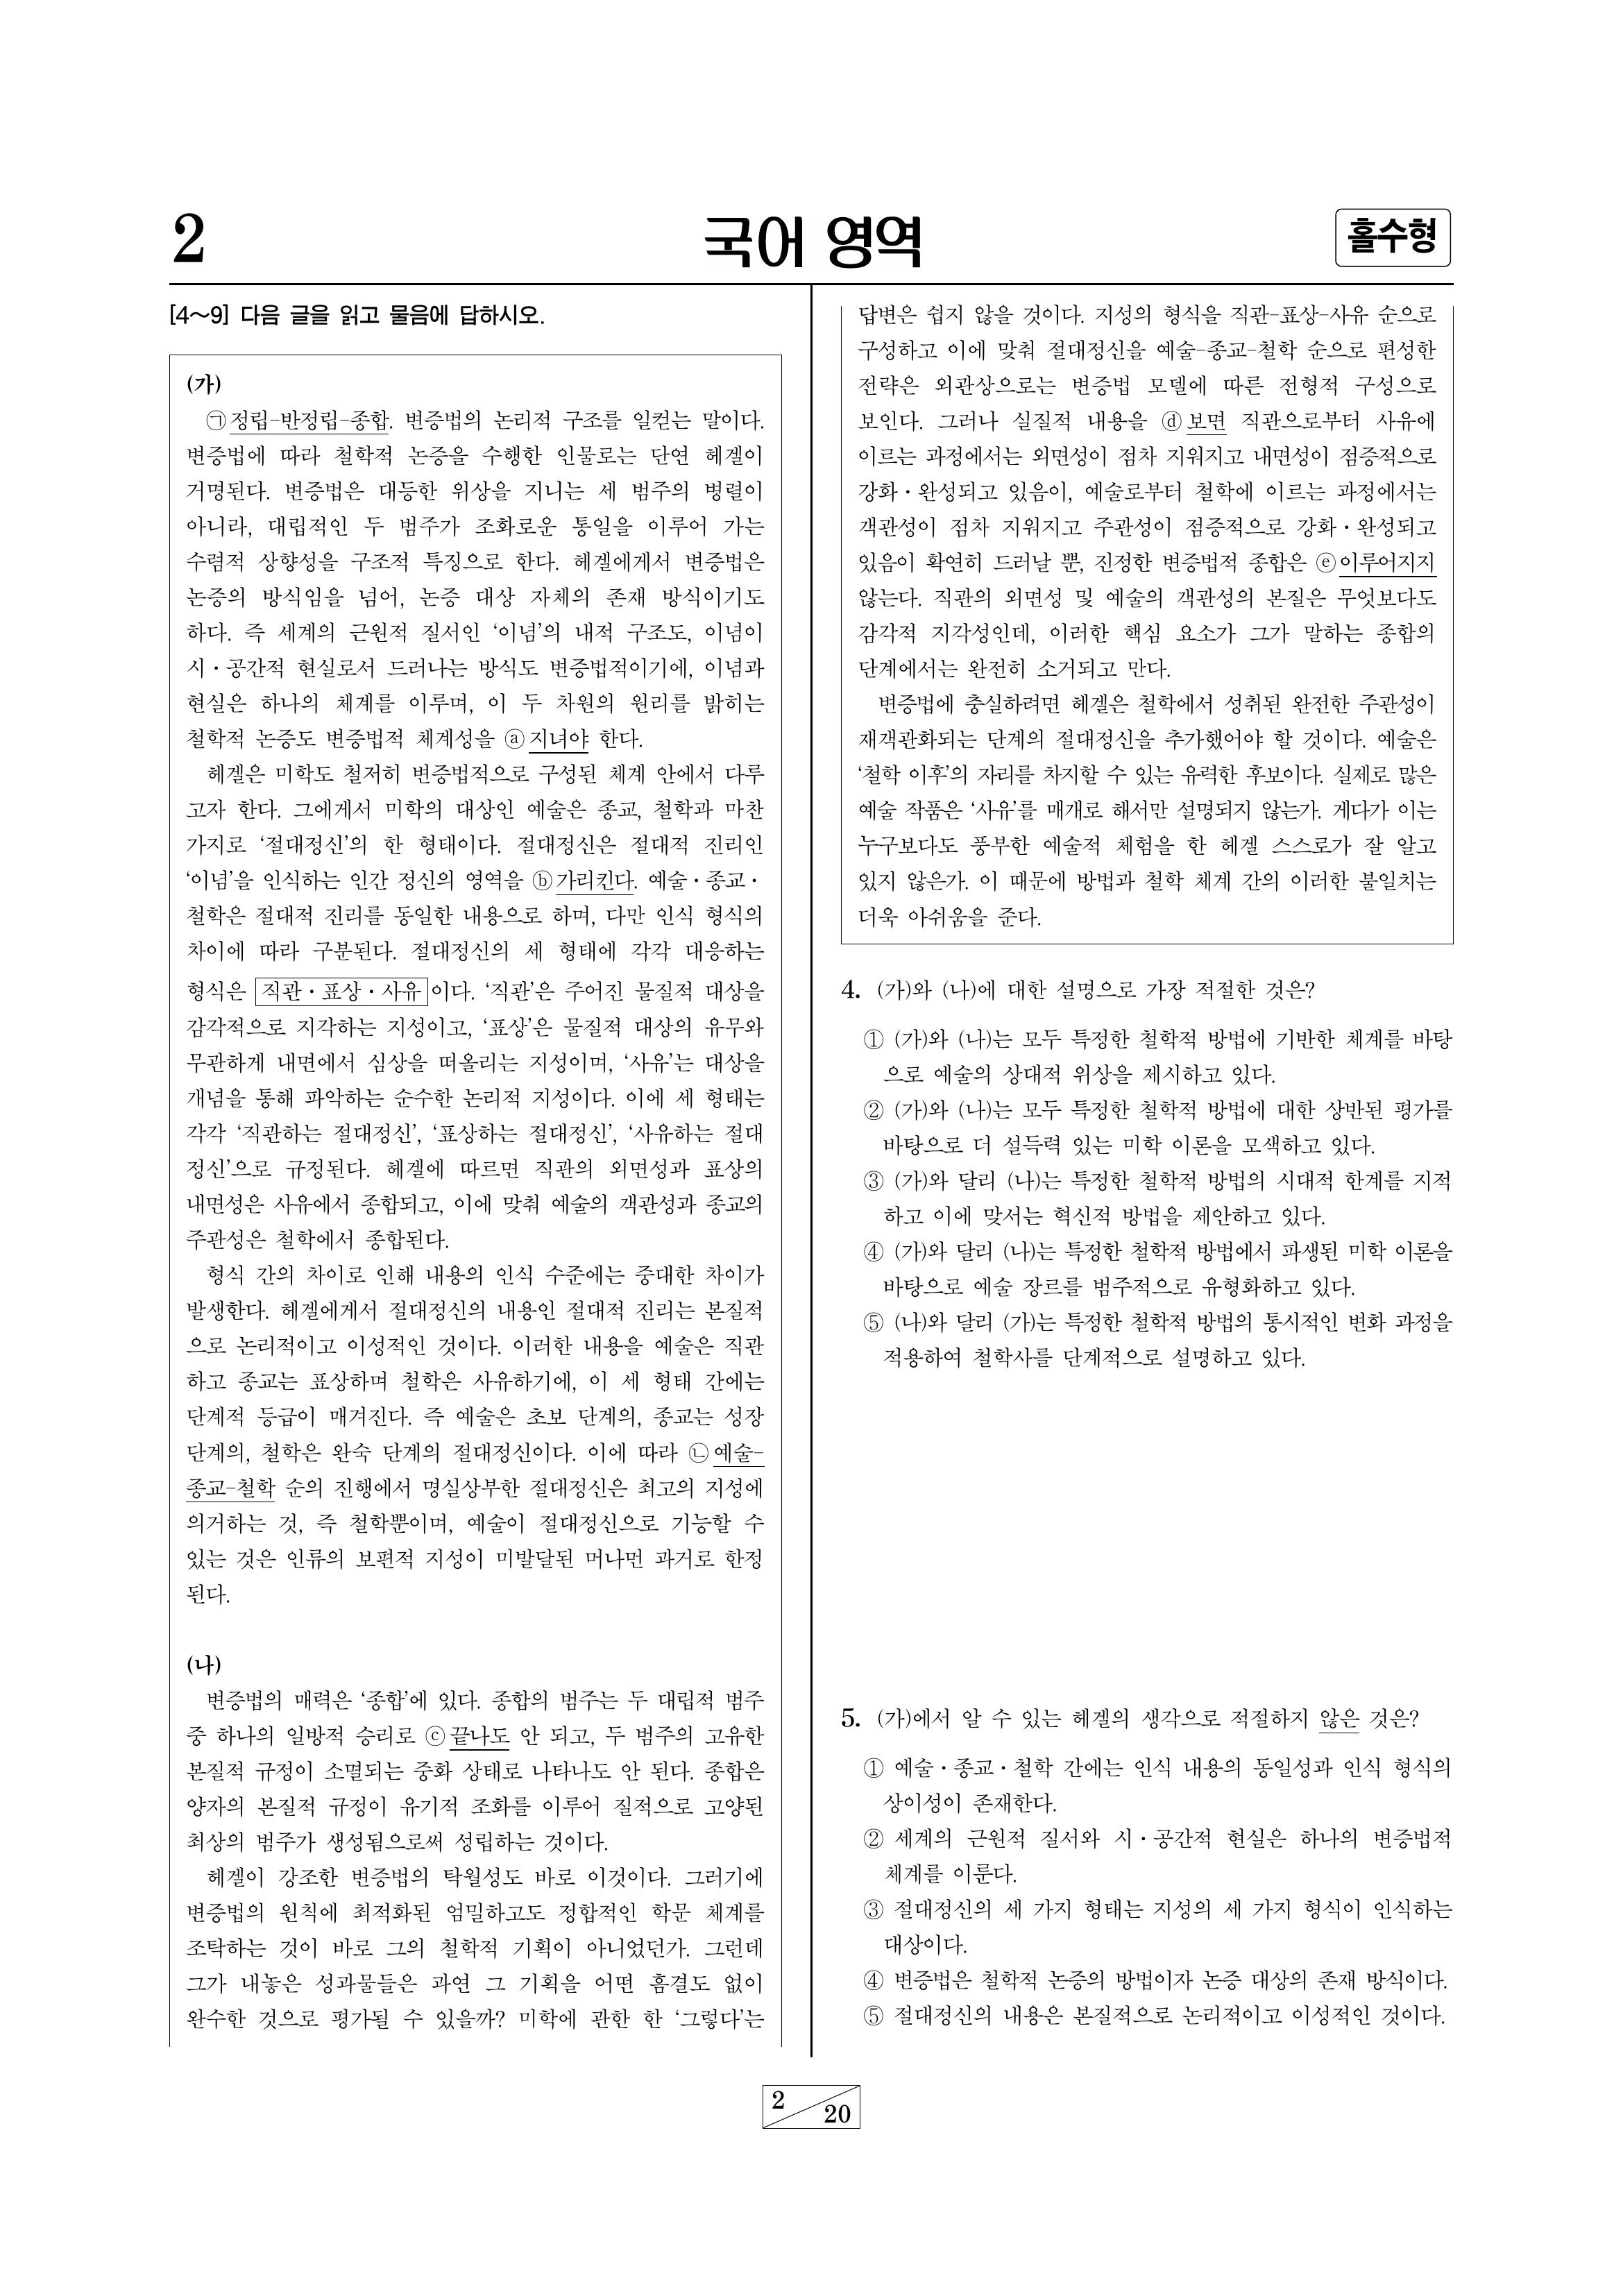 2
국어 영역
홀수형
[4～9] 다음 글을 읽고 물음에 답하시오.
(가)
㉠정립-반정립-종합. 변증법의 논리적 구조를 일컫는 말이다.
변증법에 따라 철학적 논증을 수행한 인물로는 단연 헤겔이
거명된다. 변증법은 대등한 위상을 지니는 세 범주의 병렬이
아니라, 대립적인 두 범주가 조화로운 통일을 이루어 가는
수렴적 상향성을 구조적 특징으로 한다. 헤겔에게서 변증법은
논증의 방식임을 넘어, 논증 대상 자체의 존재 방식이기도
하다. 즉 세계의 근원적 질서인 ‘이념’의 내적 구조도, 이념이
시·공간적 현실로서 드러나는 방식도 변증법적이기에, 이념과
현실은 하나의 체계를 이루며, 이 두 차원의 원리를 밝히는
철학적 논증도 변증법적 체계성을 ⓐ지녀야 한다.
헤겔은 미학도 철저히 변증법적으로 구성된 체계 안에서 다루
고자 한다. 그에게서 미학의 대상인 예술은 종교, 철학과 마찬
가지로 ‘절대정신’의 한 형태이다. 절대정신은 절대적 진리인
‘이념’을 인식하는 인간 정신의 영역을 ⓑ가리킨다. 예술·종교·
철학은 절대적 진리를 동일한 내용으로 하며, 다만 인식 형식의
차이에 따라 구분된다. 절대정신의 세 형태에 각각 대응하는
형식은 직관·표상·사유 이다. ‘직관’은 주어진 물질적 대상을
감각적으로 지각하는 지성이고, ‘표상’은 물질적 대상의 유무와
무관하게 내면에서 심상을 떠올리는 지성이며, ‘사유’는 대상을
개념을 통해 파악하는 순수한 논리적 지성이다. 이에 세 형태는
각각 ‘직관하는 절대정신’, ‘표상하는 절대정신’, ‘사유하는 절대
정신’으로 규정된다. 헤겔에 따르면 직관의 외면성과 표상의
내면성은 사유에서 종합되고, 이에 맞춰 예술의 객관성과 종교의
주관성은 철학에서 종합된다.
형식 간의 차이로 인해 내용의 인식 수준에는 중대한 차이가
발생한다. 헤겔에게서 절대정신의 내용인 절대적 진리는 본질적
으로 논리적이고 이성적인 것이다. 이러한 내용을 예술은 직관
하고 종교는 표상하며 철학은 사유하기에, 이 세 형태 간에는
단계적 등급이 매겨진다. 즉 예술은 초보 단계의, 종교는 성장
단계의, 철학은 완숙 단계의 절대정신이다. 이에 따라 ㉡예술-
종교-철학 순의 진행에서 명실상부한 절대정신은 최고의 지성에
의거하는 것, 즉 철학뿐이며, 예술이 절대정신으로 기능할 수
있는 것은 인류의 보편적 지성이 미발달된 머나먼 과거로 한정
된다.
(나)
변증법의 매력은 ‘종합’에 있다. 종합의 범주는 두 대립적 범주
중 하나의 일방적 승리로 ⓒ끝나도 안 되고, 두 범주의 고유한
본질적 규정이 소멸되는 중화 상태로 나타나도 안 된다. 종합은
양자의 본질적 규정이 유기적 조화를 이루어 질적으로 고양된
최상의 범주가 생성됨으로써 성립하는 것이다.
헤겔이 강조한 변증법의 탁월성도 바로 이것이다. 그러기에
변증법의 원칙에 최적화된 엄밀하고도 정합적인 학문 체계를
조탁하는 것이 바로 그의 철학적 기획이 아니었던가. 그런데
그가 내놓은 성과물들은 과연 그 기획을 어떤 흠결도 없이
완수한 것으로 평가될 수 있을까? 미학에 관한 한 ‘그렇다’는
답변은 쉽지 않을 것이다. 지성의 형식을 직관-표상-사유 순으로
구성하고 이에 맞춰 절대정신을 예술-종교-철학 순으로 편성한
전략은 외관상으로는 변증법 모델에 따른 전형적 구성으로
보인다. 그러나 실질적 내용을 ⓓ보면 직관으로부터 사유에
이르는 과정에서는 외면성이 점차 지워지고 내면성이 점증적으로
강화·완성되고 있음이, 예술로부터 철학에 이르는 과정에서는
객관성이 점차 지워지고 주관성이 점증적으로 강화·완성되고
있음이 확연히 드러날 뿐, 진정한 변증법적 종합은 ⓔ이루어지지
않는다. 직관의 외면성 및 예술의 객관성의 본질은 무엇보다도
감각적 지각성인데, 이러한 핵심 요소가 그가 말하는 종합의
단계에서는 완전히 소거되고 만다.
변증법에 충실하려면 헤겔은 철학에서 성취된 완전한 주관성이
재객관화되는 단계의 절대정신을 추가했어야 할 것이다. 예술은
‘철학 이후’의 자리를 차지할 수 있는 유력한 후보이다. 실제로 많은
예술 작품은 ‘사유’를 매개로 해서만 설명되지 않는가. 게다가 이는
누구보다도 풍부한 예술적 체험을 한 헤겔 스스로가 잘 알고
있지 않은가. 이 때문에 방법과 철학 체계 간의 이러한 불일치는
더욱 아쉬움을 준다.
4. (가)와 (나)에 대한 설명으로 가장 적절한 것은?
① (가)와 (나)는 모두 특정한 철학적 방법에 기반한 체계를 바탕
으로 예술의 상대적 위상을 제시하고 있다.
② (가)와 (나)는 모두 특정한 철학적 방법에 대한 상반된 평가를
바탕으로 더 설득력 있는 미학 이론을 모색하고 있다.
③ (가)와 달리 (나)는 특정한 철학적 방법의 시대적 한계를 지적
하고 이에 맞서는 혁신적 방법을 제안하고 있다.
④ (가)와 달리 (나)는 특정한 철학적 방법에서 파생된 미학 이론을
바탕으로 예술 장르를 범주적으로 유형화하고 있다.
⑤ (나)와 달리 (가)는 특정한 철학적 방법의 통시적인 변화 과정을
적용하여 철학사를 단계적으로 설명하고 있다.
5. (가)에서 알 수 있는 헤겔의 생각으로 적절하지 않은 것은?
① 예술·종교·철학 간에는 인식 내용의 동일성과 인식 형식의
상이성이 존재한다.
② 세계의 근원적 질서와 시·공간적 현실은 하나의 변증법적
체계를 이룬다.
③ 절대정신의 세 가지 형태는 지성의 세 가지 형식이 인식하는
대상이다.
④ 변증법은 철학적 논증의 방법이자 논증 대상의 존재 방식이다.
⑤ 절대정신의 내용은 본질적으로 논리적이고 이성적인 것이다.
2
20